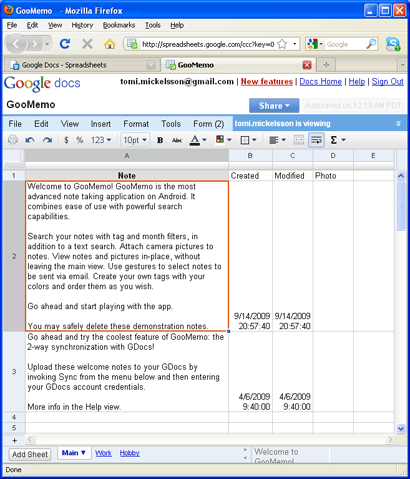 GooMemo - Mozilla Firefox
File Edit View History Bookmarks Tools Help
http://spreadsheets.google.com/ccc?key=0
Google
Google Docs - Spreadsheets
GooMemo
Google docs
tomi.mickelsson@gmail.com | New features | Docs Home | Help | Sign Out
GooMemo
Share
Autosaved on 12:19 AM PDT
File Edit View Insert Format Tools Form (2)
tomi.mickelsson is viewing
$ % 123 10pt B Abc A Σ
A B C D E
1 Note Created Modified Photo
Welcome to GooMemo! GooMemo is the most
advanced note taking application on Android. It
combines ease of use with powerful search
capabilities.
Search your notes with tag and month filters, in
addition to a text search. Attach camera pictures to
notes. View notes and pictures in-place, without
leaving the main view. Use gestures to select notes to
be sent via email. Create your own tags with your
colors and order them as you wish.
2
Go ahead and start playing with the app.
9/14/2009 9/14/2009
You may safely delete these demonstration notes. 20:57:40 20:57:40
Go ahead and try the coolest feature of GooMemo: the
2-way synchronization with GDocs!
3
Upload these welcome notes to your GDocs by
invoking Sync from the menu below and then entering
your GDocs account credentials.
4/6/2009 4/6/2009
More info in the Help view. 9:40:00 9:40:00
4
5
+
Add Sheet Main Work Hobby
Welcome to
GooMemo!
Done